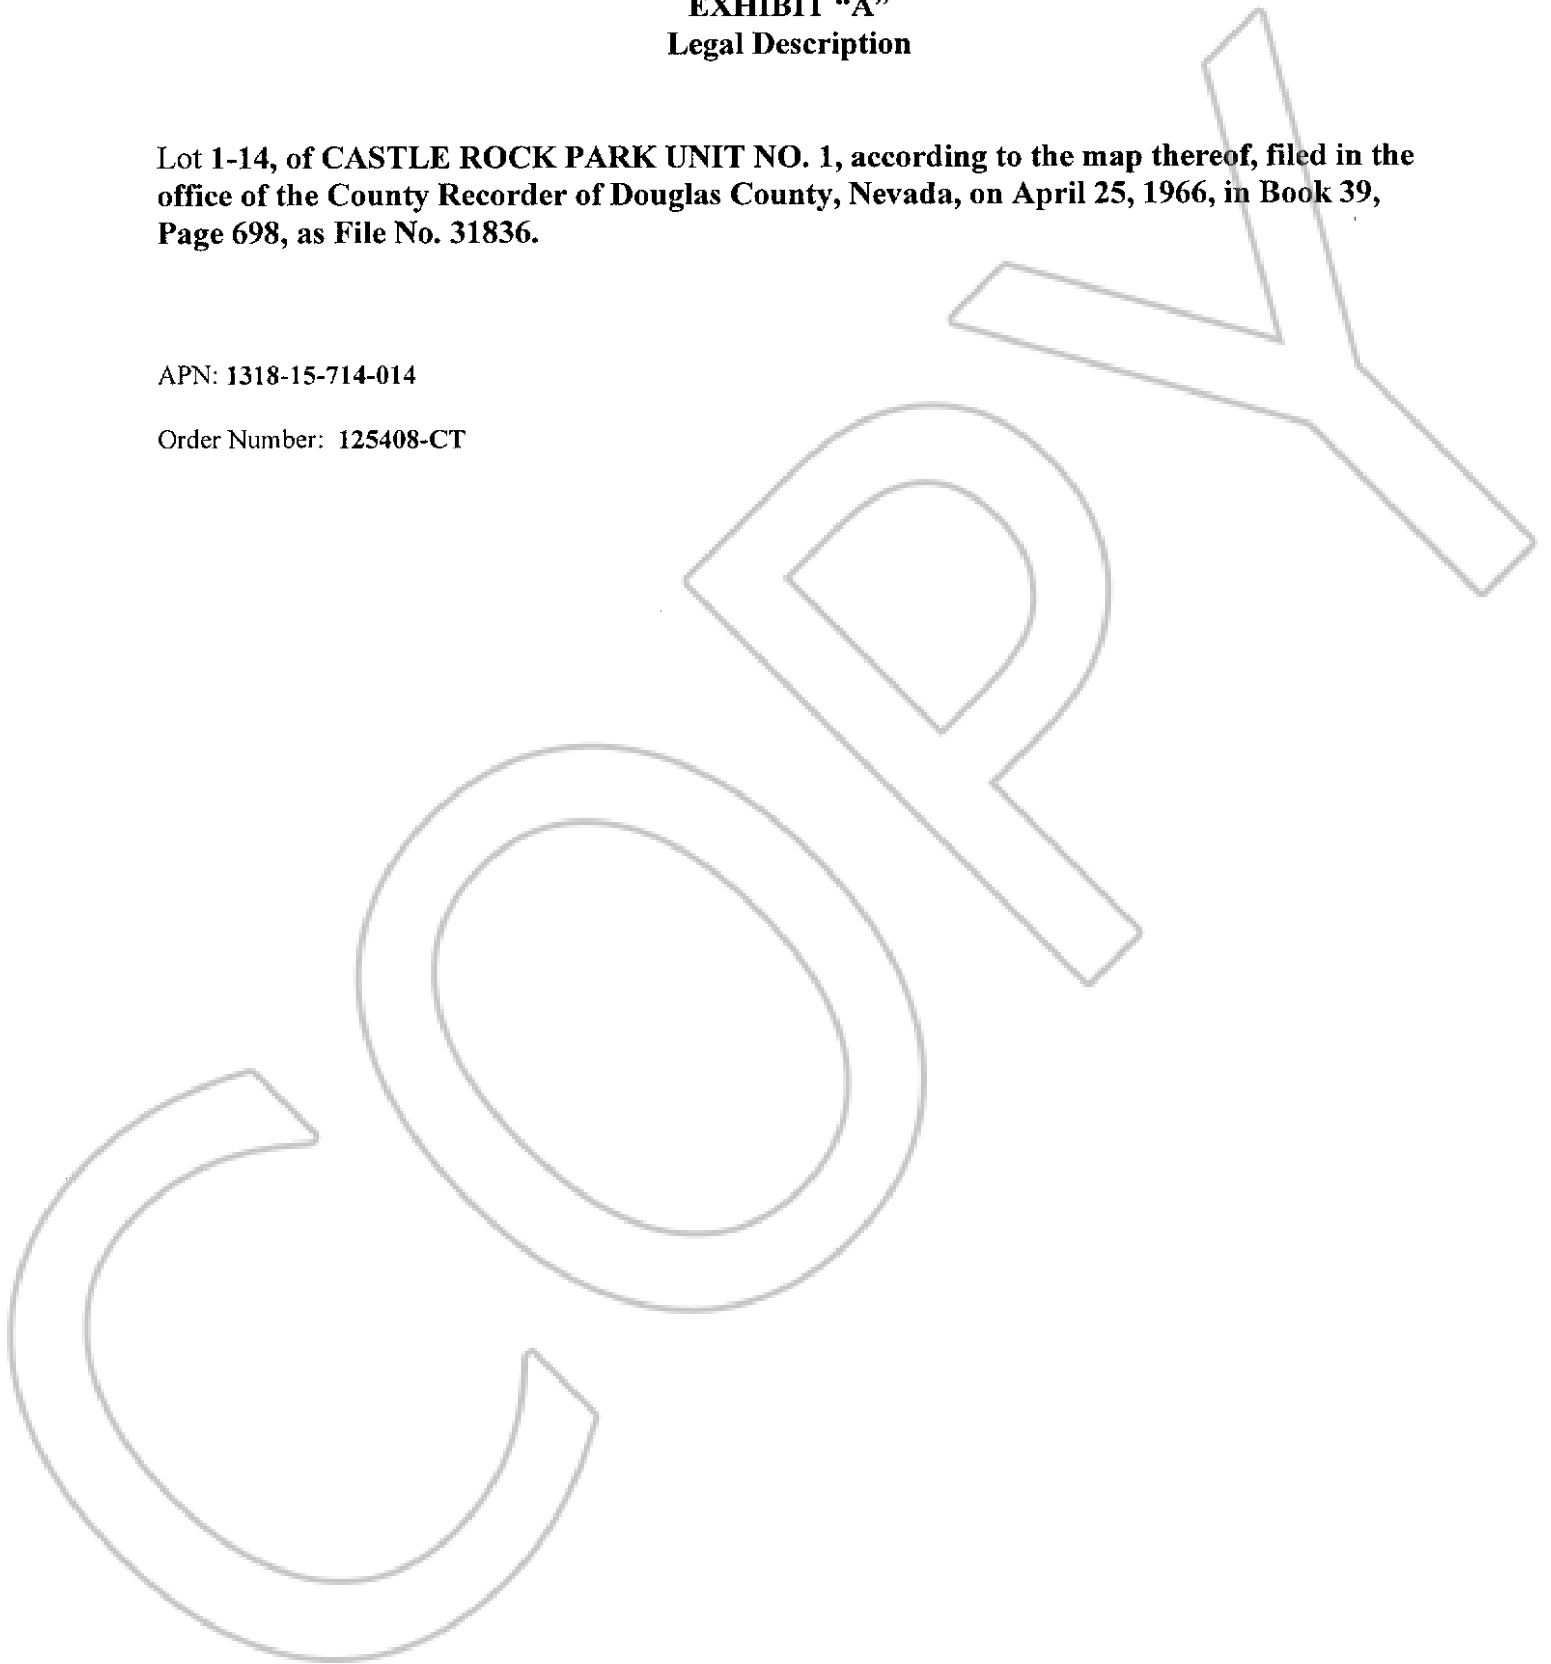 EXHIBIT “A”
Legal Description
Lot 1-14, of CASTLE ROCK PARK UNIT NO. 1, according to the map thereof, filed in the
office of the County Recorder of Douglas County, Nevada, on April 25, 1966, in Book 39,
Page 698, as File No. 31836.
APN: 1318-15-714-014
Order Number: 125408-CT
COPY